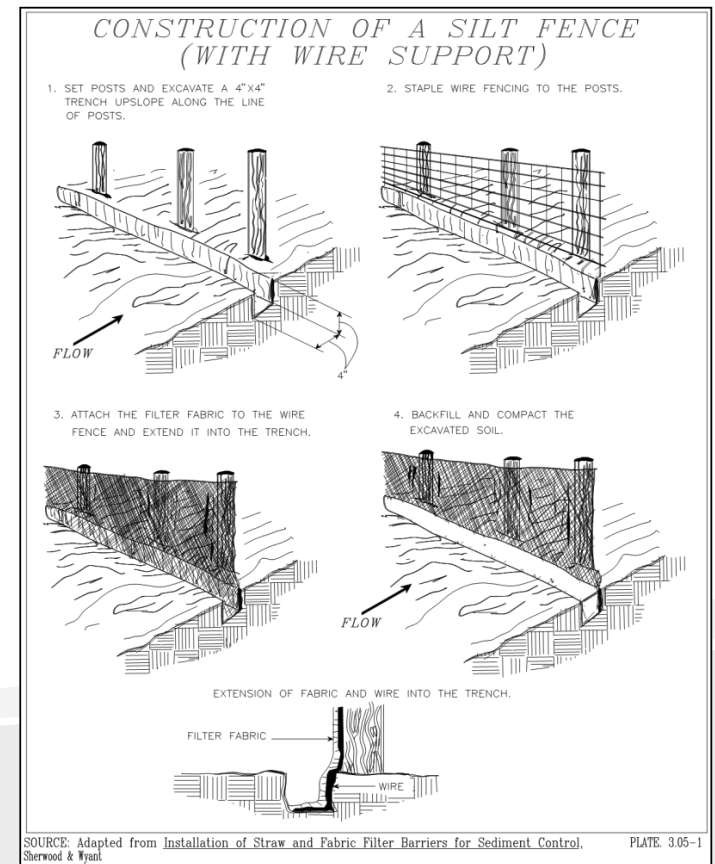 CONSTRUCTION OF A SILT FENCE
(WITH WIRE SUPPORT)
1. SET POSTS AND EXCAVATE A 4"X4"
TRENCH UPSLOPE ALONG THE LINE
OF POSTS.
2. STAPLE WIRE FENCING TO THE POSTS.
FLOW
4"
3. ATTACH THE FILTER FABRIC TO THE WIRE
FENCE AND EXTEND IT INTO THE TRENCH.
4. BACKFILL AND COMPACT THE
EXCAVATED SOIL.
FLOW
EXTENSION OF FABRIC AND WIRE INTO THE TRENCH.
FILTER FABRIC
WIRE
SOURCE: Adapted from Installation of Straw and Fabric Filter Barriers for Sediment Control,
Sherwood & Wyant
PLATE. 3.05-1